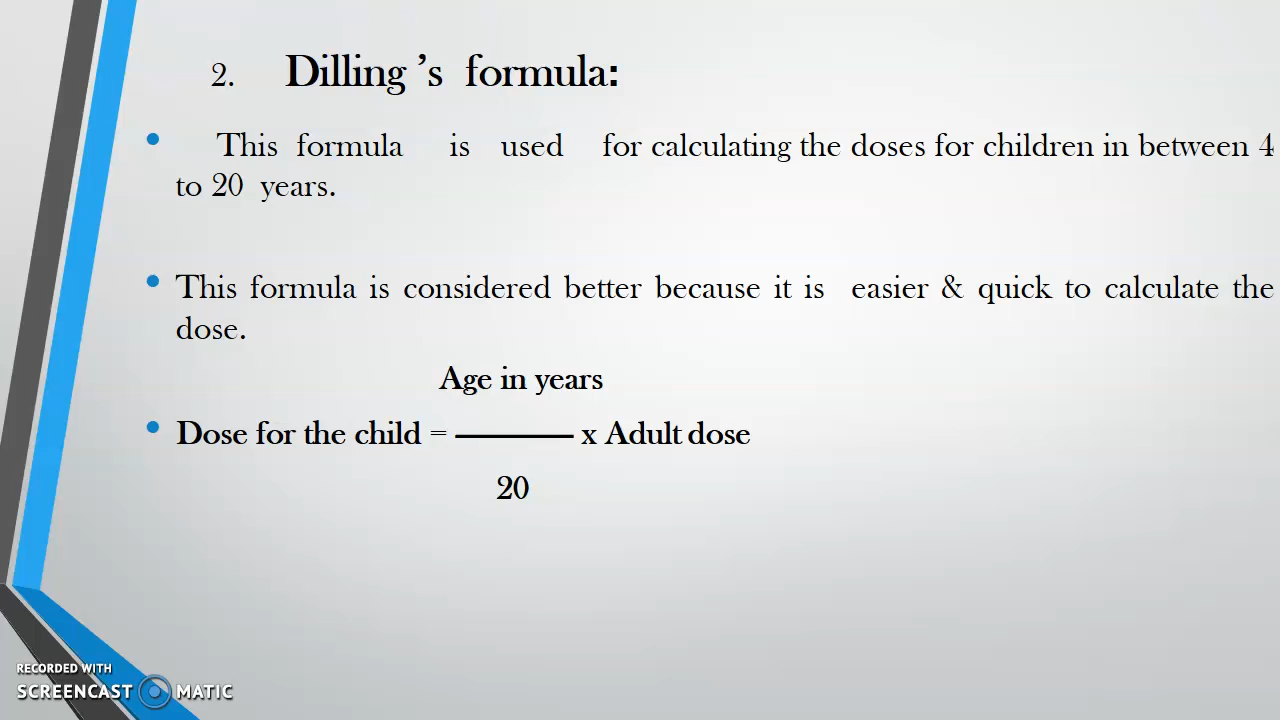 2. Dilling 's formula:
This formula is used for calculating the doses for children in between 4
to 20 years.
This formula is considered better because it is easier & quick to calculate the
dose.
Age in years
Dose for the child = x Adult dose
20
RECORDED WITH
SCREENCAST MATIC